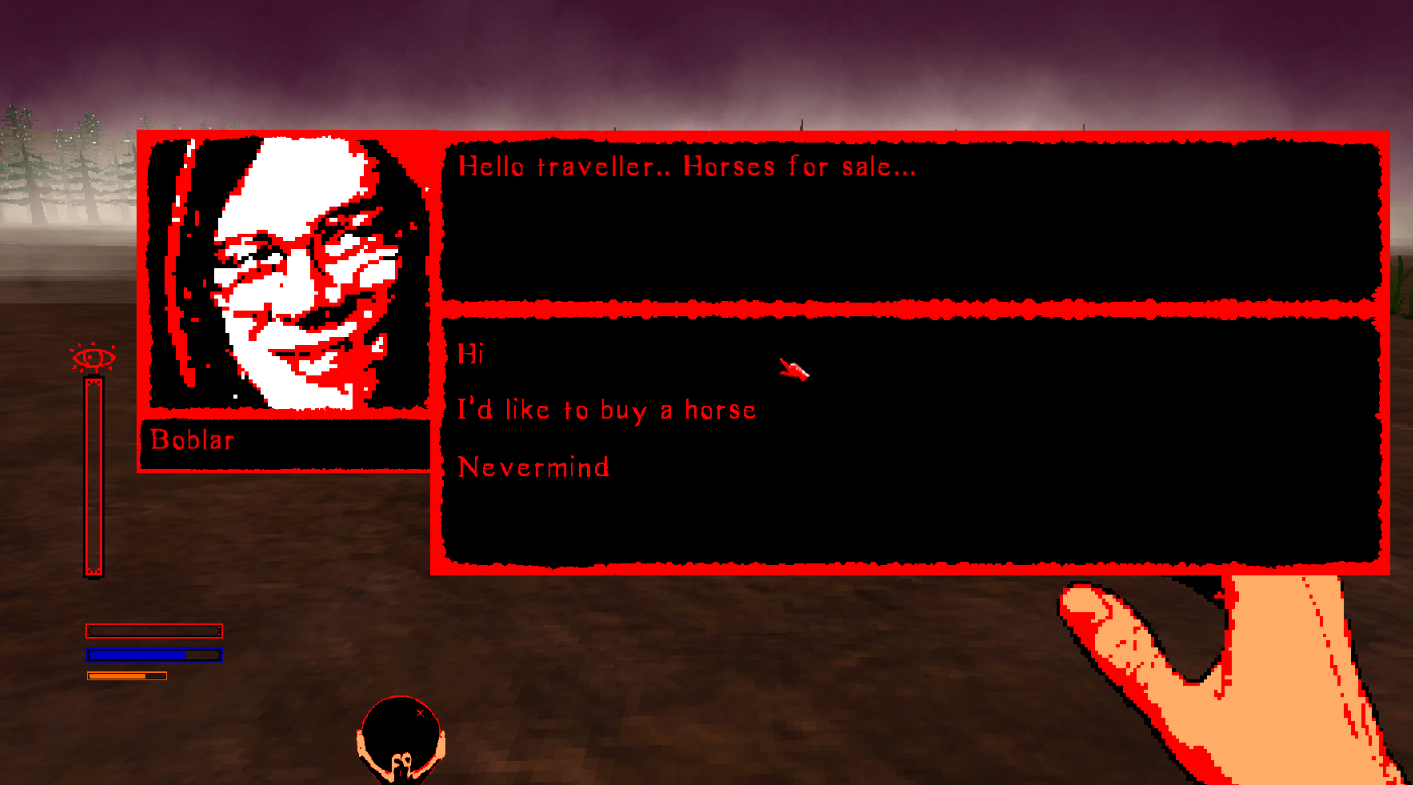 Hello traveller.. Horses for sale...
Hi
I'd like to buy a horse
Nevermind
Boblar